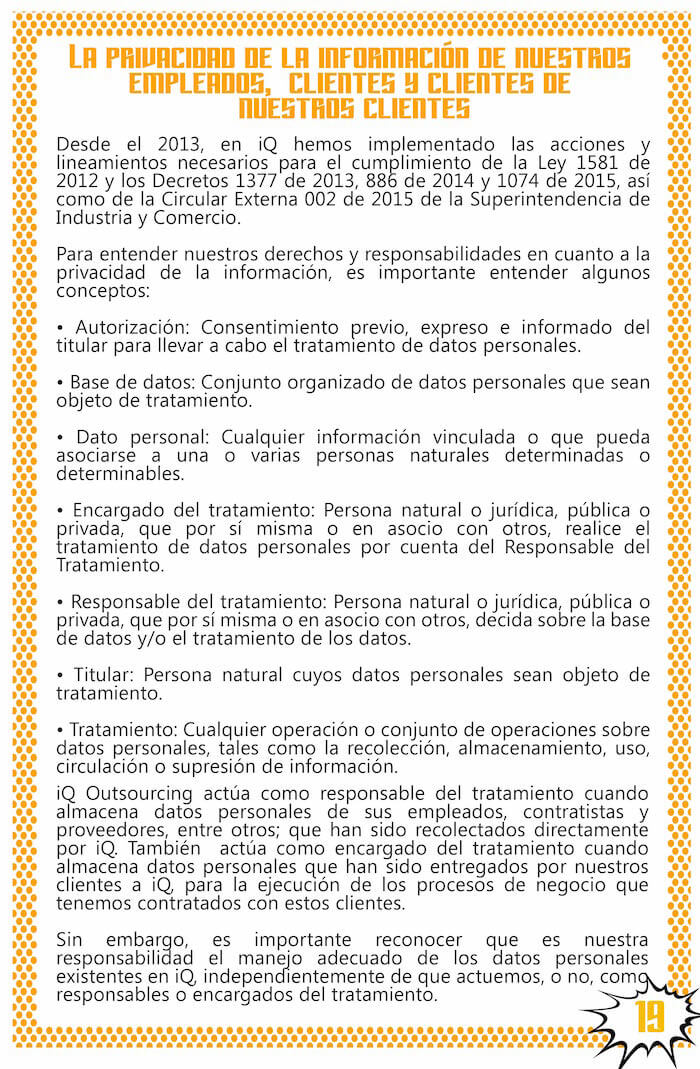 La privacidad de la información de nuestros
empleados, clientes y clientes de
nuestros clientes
Desde el 2013, en iQ hemos implementado las acciones y
lineamientos necesarios para el cumplimiento de la Ley 1581 de
2012 y los Decretos 1377 de 2013, 886 de 2014 y 1074 de 2015, así
como de la Circular Externa 002 de 2015 de la Superintendencia de
Industria y Comercio.
Para entender nuestros derechos y responsabilidades en cuanto a la
privacidad de la información, es importante entender algunos
conceptos:
• Autorización: Consentimiento previo, expreso e informado del
titular para llevar a cabo el tratamiento de datos personales.
• Base de datos: Conjunto organizado de datos personales que sean
objeto de tratamiento.
• Dato personal: Cualquier información vinculada o que pueda
asociarse a una o varias personas naturales determinadas o
determinables.
• Encargado del tratamiento: Persona natural o jurídica, pública o
privada, que por sí misma o en asocio con otros, realice el
tratamiento de datos personales por cuenta del Responsable del
Tratamiento.
• Responsable del tratamiento: Persona natural o jurídica, pública o
privada, que por sí misma o en asocio con otros, decida sobre la base
de datos y/o el tratamiento de los datos.
• Titular: Persona natural cuyos datos personales sean objeto de
tratamiento.
• Tratamiento: Cualquier operación o conjunto de operaciones sobre
datos personales, tales como la recolección, almacenamiento, uso,
circulación o supresión de información.
iQ Outsourcing actúa como responsable del tratamiento cuando
almacena datos personales de sus empleados, contratistas y
proveedores, entre otros; que han sido recolectados directamente
por iQ. También actúa como encargado del tratamiento cuando
almacena datos personales que han sido entregados por nuestros
clientes a iQ, para la ejecución de los procesos de negocio que
tenemos contratados con estos clientes.
Sin embargo, es importante reconocer que es nuestra
responsabilidad el manejo adecuado de los datos personales
existentes en iQ, independientemente de que actuemos, o no, como
responsables o encargados del tratamiento.
19